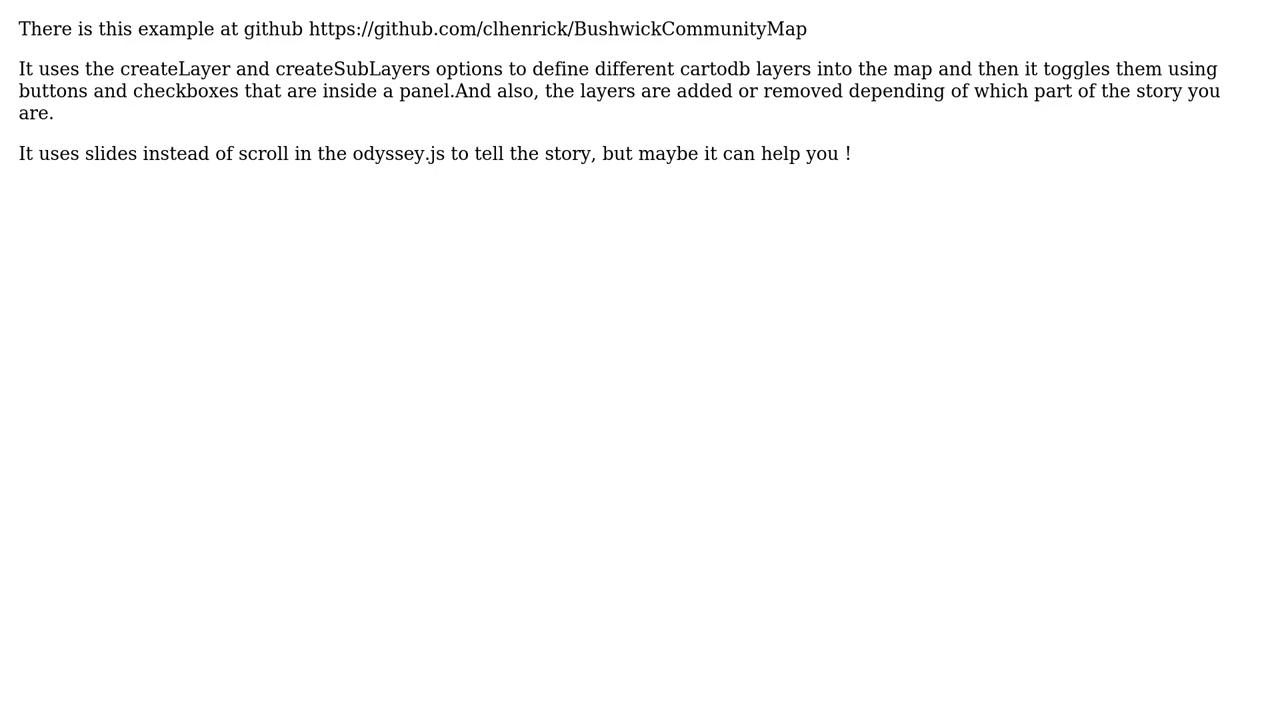 There is this example at github https://github.com/clhenrick/BushwickCommunityMap
It uses the createLayer and createSubLayers options to define different cartodb layers into the map and then it toggles them using
buttons and checkboxes that are inside a panel.And also, the layers are added or removed depending of which part of the story you
are.
It uses slides instead of scroll in the odyssey.js to tell the story, but maybe it can help you !